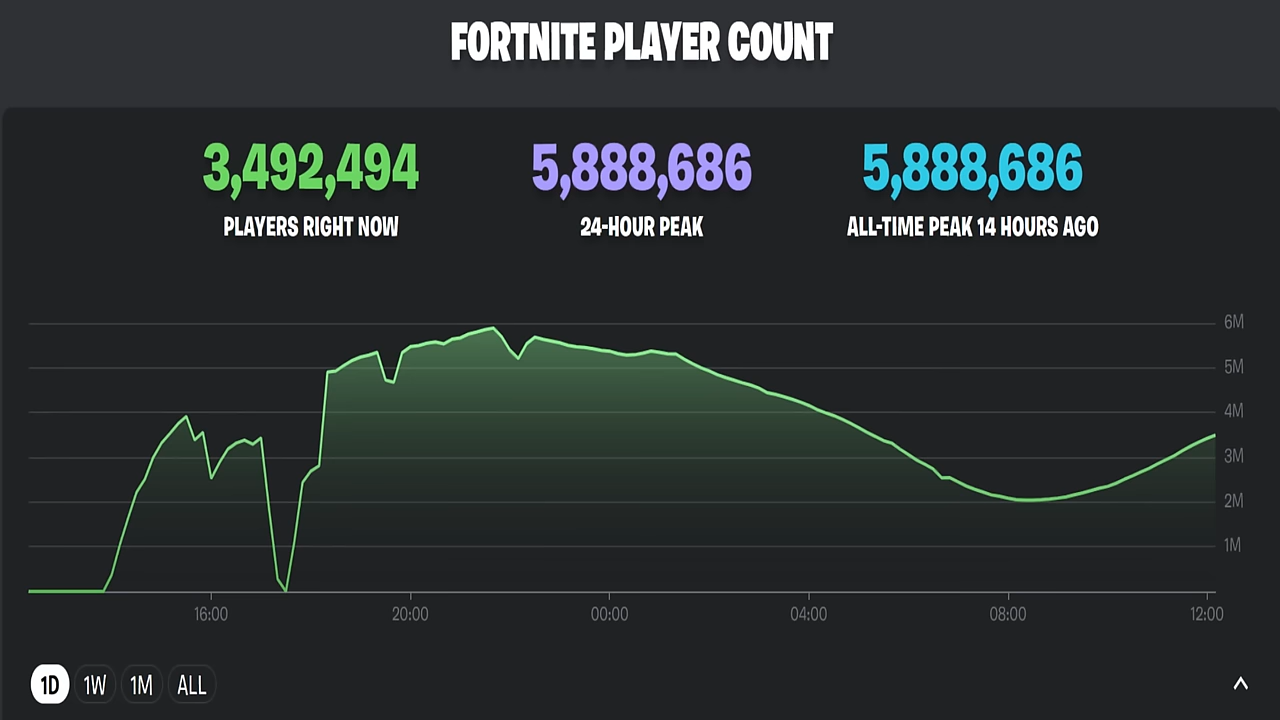 FORTNITE PLAYER COUNT
3,492,494 5,888,686 5,888,686
PLAYERS RIGHT NOW 24-HOUR PEAK ALL-TIME PEAK 14 HOURS AGO
6M
5M
4M
3M
2M
1M
16:00 20:00 00:00 04:00 08:00 12:00
1D 1W 1M ALL